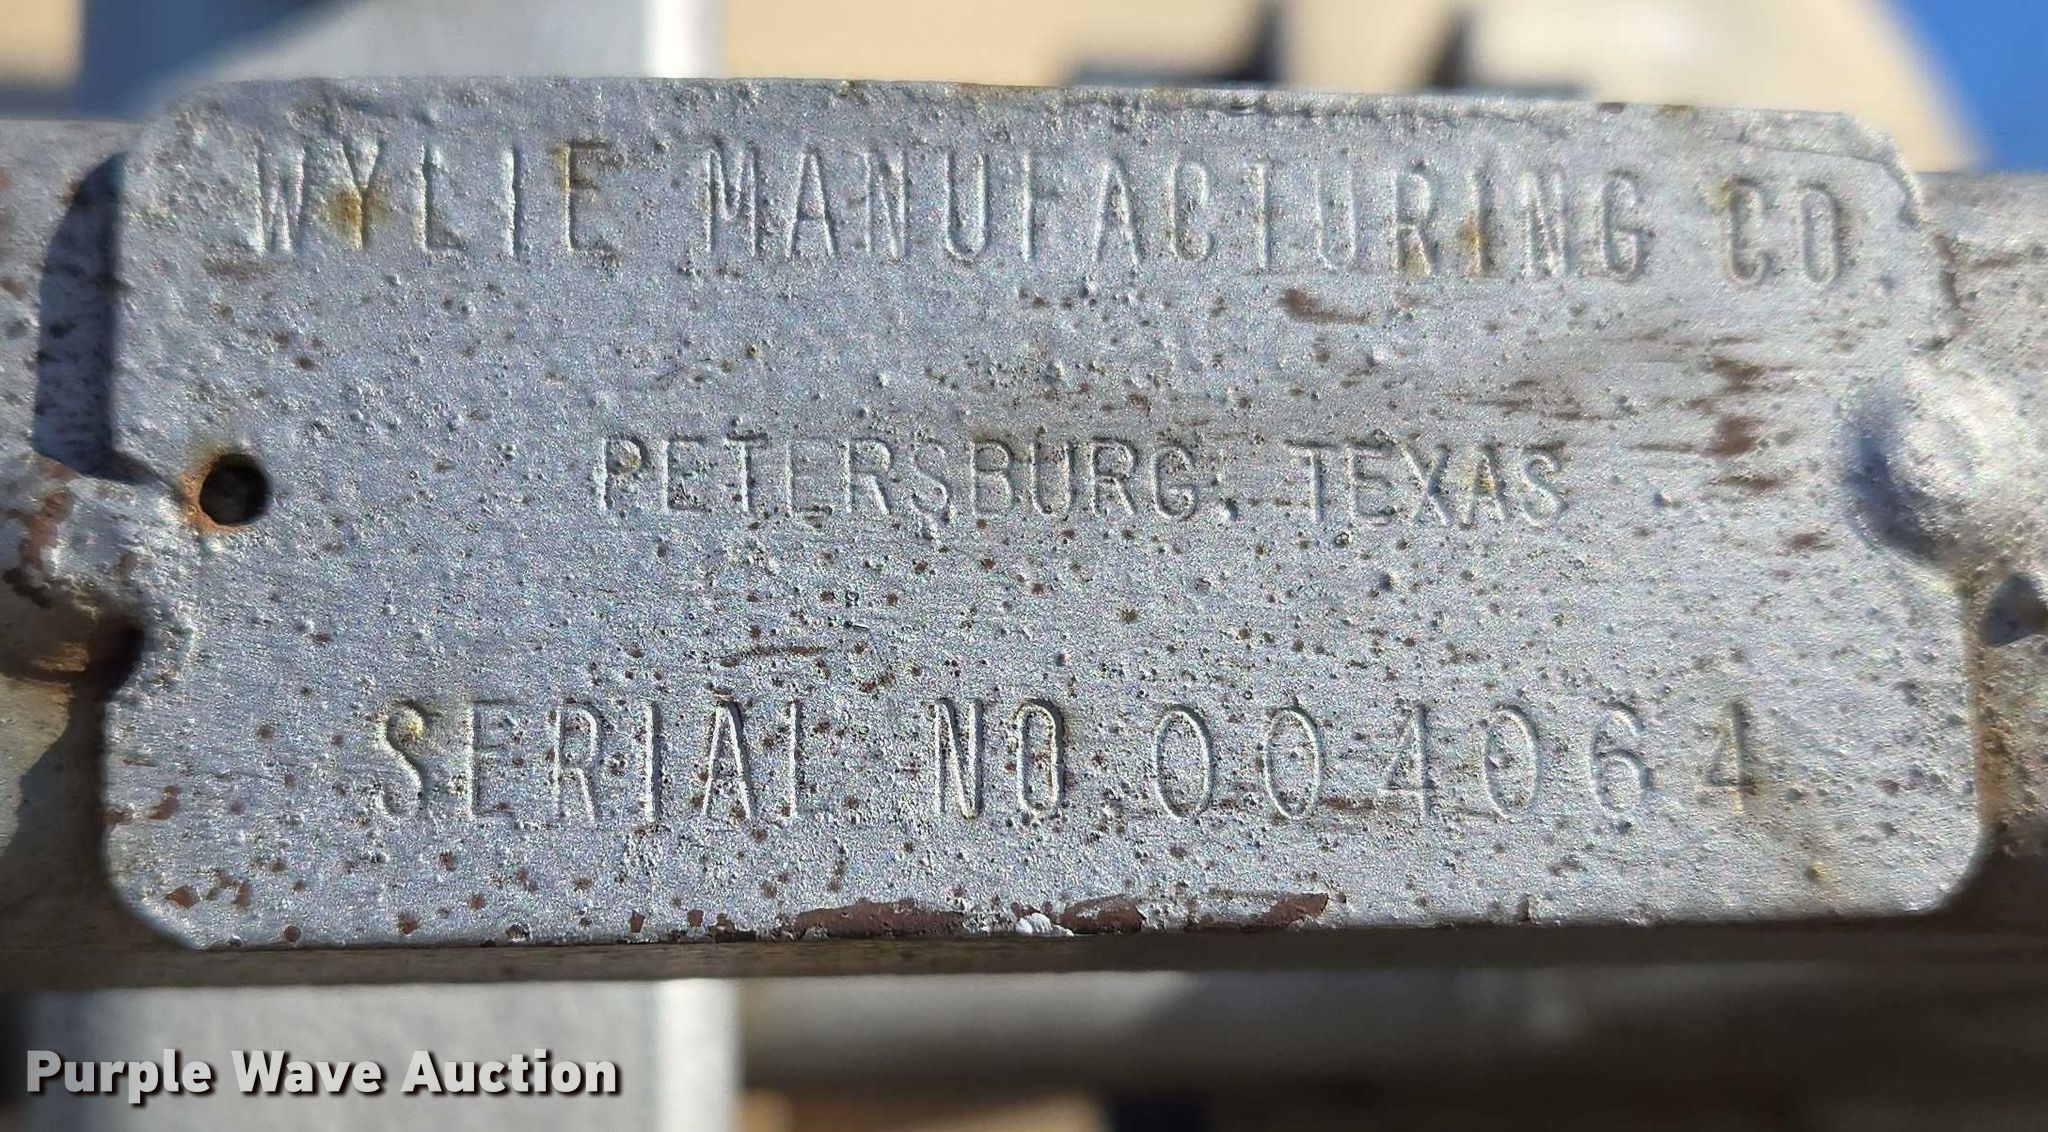 WYLIE MANUFACTURING CO.
PETERSBURG, TEXAS
SERIAL NO. 004064
Purple Wave Auction